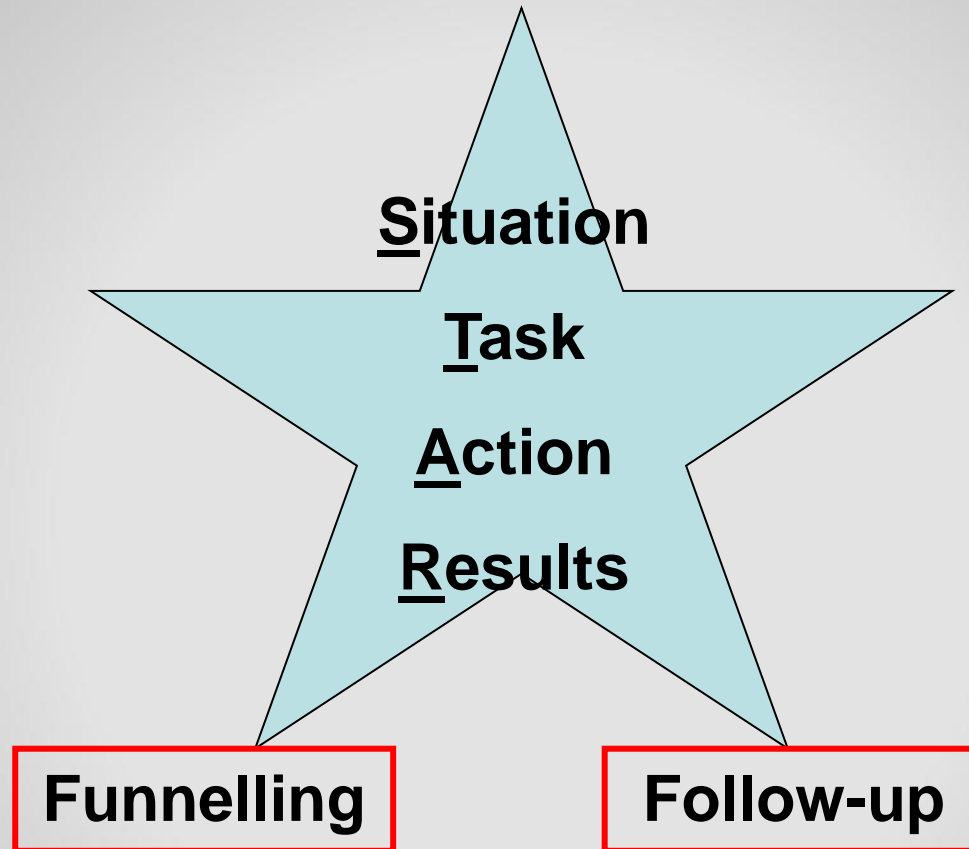 Situation
Task
Action
Results
Funnelling
Follow-up